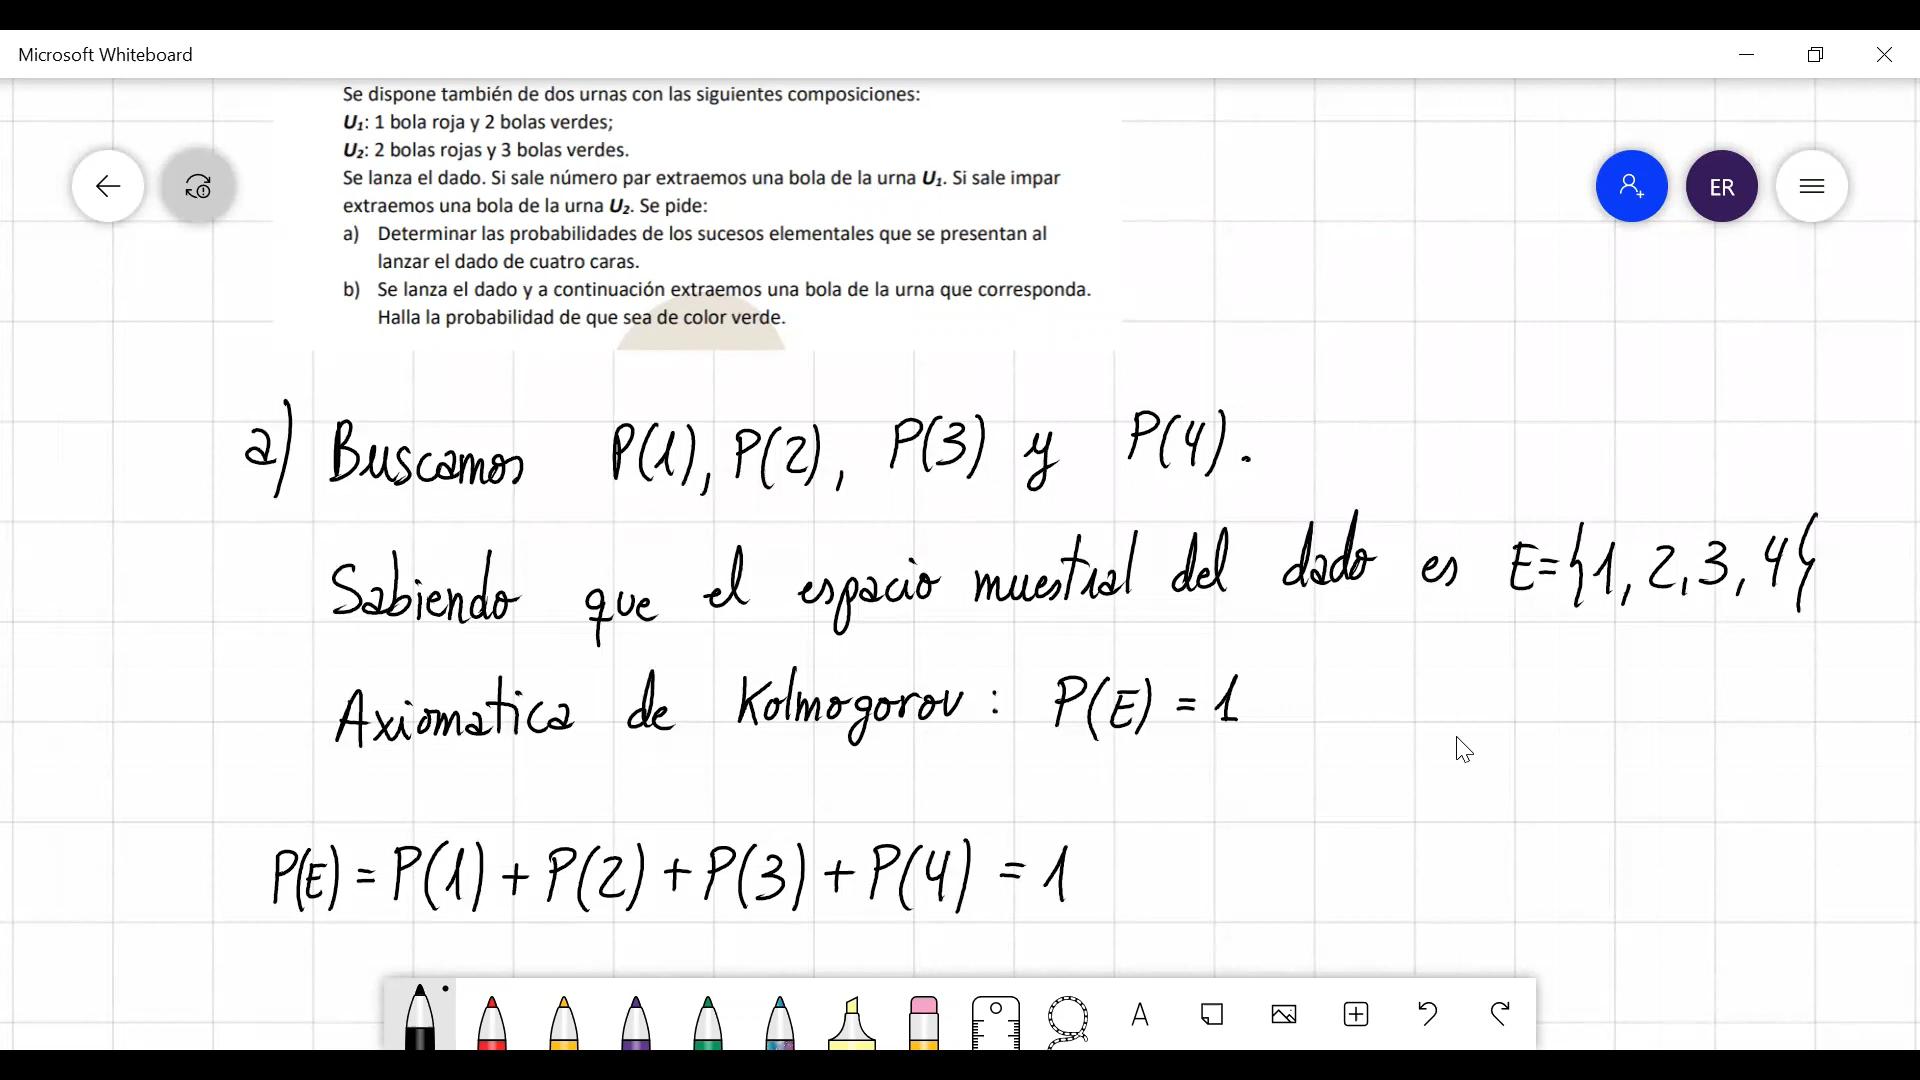 Microsoft Whiteboard
Se dispone también de dos urnas con las siguientes composiciones:
U₁: 1 bola roja y 2 bolas verdes;
U₂: 2 bolas rojas y 3 bolas verdes.
Se lanza el dado. Si sale número par extraemos una bola de la urna U₁. Si sale impar
extraemos una bola de la urna U₂. Se pide:
a) Determinar las probabilidades de los sucesos elementales que se presentan al
lanzar el dado de cuatro caras.
b) Se lanza el dado y a continuación extraemos una bola de la urna que corresponda.
Halla la probabilidad de que sea de color verde.
ER
a) Buscamos P(1), P(2), P(3) y P(4).
Sabiendo que el espacio muestral del dado es E={1, 2, 3, 4}
Axiomatica de Kolmogorov: P(E) = 1
P(E) = P(1) + P(2) + P(3) + P(4) = 1
A